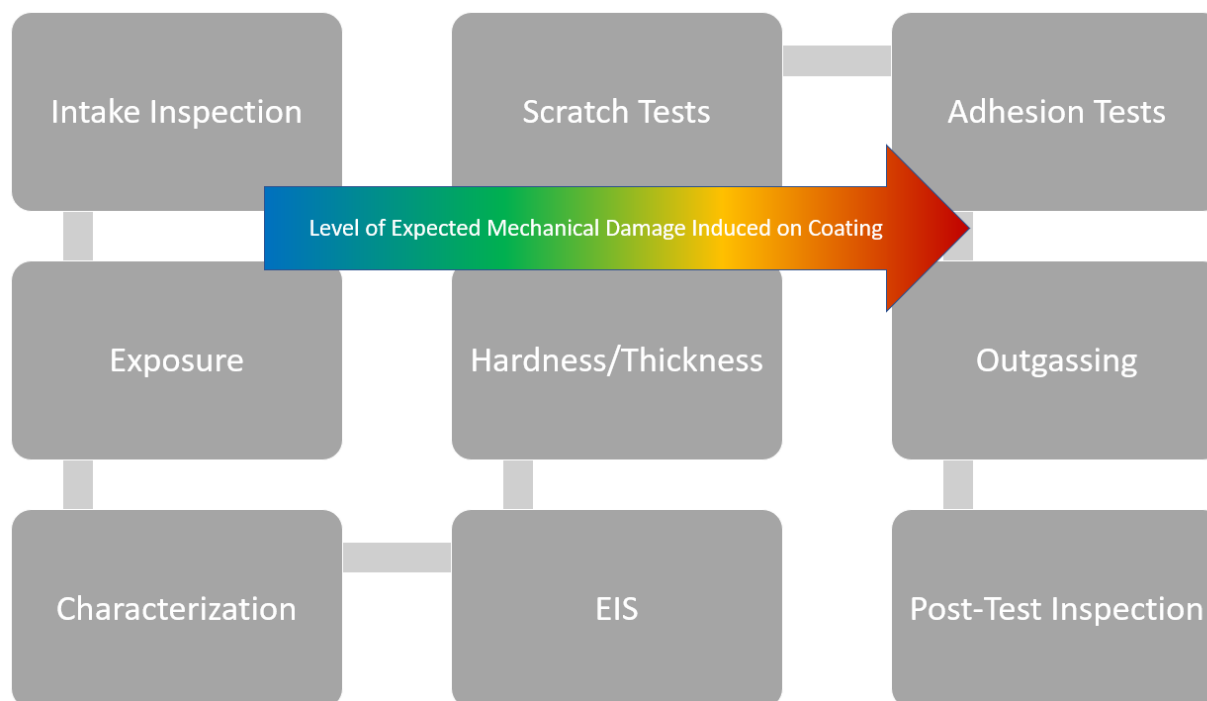 Intake Inspection
Scratch Tests
Adhesion Tests
Level of Expected Mechanical Damage Induced on Coating
Exposure
Hardness/Thickness
Outgassing
Characterization
EIS
Post-Test Inspection